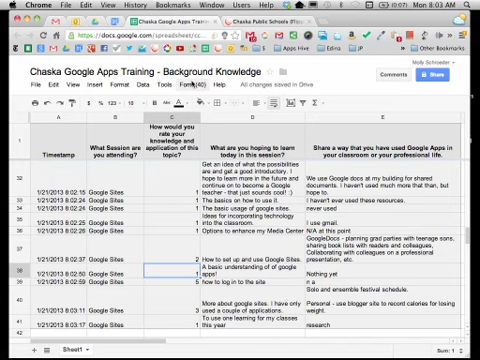 Chrome File Edit View History Bookmarks Window Help (1:07) Mon 8:03 AM
Chaska Google Apps Training Chaska Public Schools
https://docs.google.com/spreadsheet/cc
Apps Hive Edina JP Other Bookmarks
Molly Schroeder
Chaska Google Apps Training - Background Knowledge
Comments Share
File Edit View Insert Format Data Tools Form (40) Help All changes saved in Drive
A B C D E
1 Timestamp What Session are you attending? How would you rate your knowledge and application of this topic? What are you hoping to learn today in this session? Share a way that you have used Google Apps in your classroom or your professional life.
32 1/21/2013 8:02:15 Google Sites 1 Get an idea of what the possibilities are and get a good introductory. I hope to learn more in the future and continue on to become a Google teacher - that just sounds cool! :) We use Google docs at my building for shared documents. I haven't used much more than that, but hope to.
33 1/21/2013 8:02:24 Google Sites 1 The basics on how to use it. I haven't ever used these resources.
34 1/21/2013 8:02:24 Google Sites 1 The basic usage of google sites. never used
35 1/21/2013 8:02:25 Google Sites 1 Ideas for incorporating technology into the classroom. I use gmail.
36 1/21/2013 8:02:26 Google Sites 1 Options to enhance my Media Center N/A at this point
37 1/21/2013 8:02:37 Google Sites 2 How to set up and use Google Sites. GoogleDocs - planning grad parties with teenage sons, sharing book lists with readers and colleagues, Collaborating with colleagues on a professional presentation, etc.
38 1/21/2013 8:02:50 Google Sites 1 A basic understanding of of google apps! Nothing yet
39 1/21/2013 8:02:59 Google Sites 5 how to log in to the site n a
40 1/21/2013 8:03:11 Google Sites 3 More about google sites. I have only used a couple of applications. Solo and ensemble festival schedule. Personal - use blogger site to record calories for losing weight.
41 1/21/2013 8:03:17 Google Sites 1 To use one learning for my classes this year research
42
Sheet1 Sum: 1